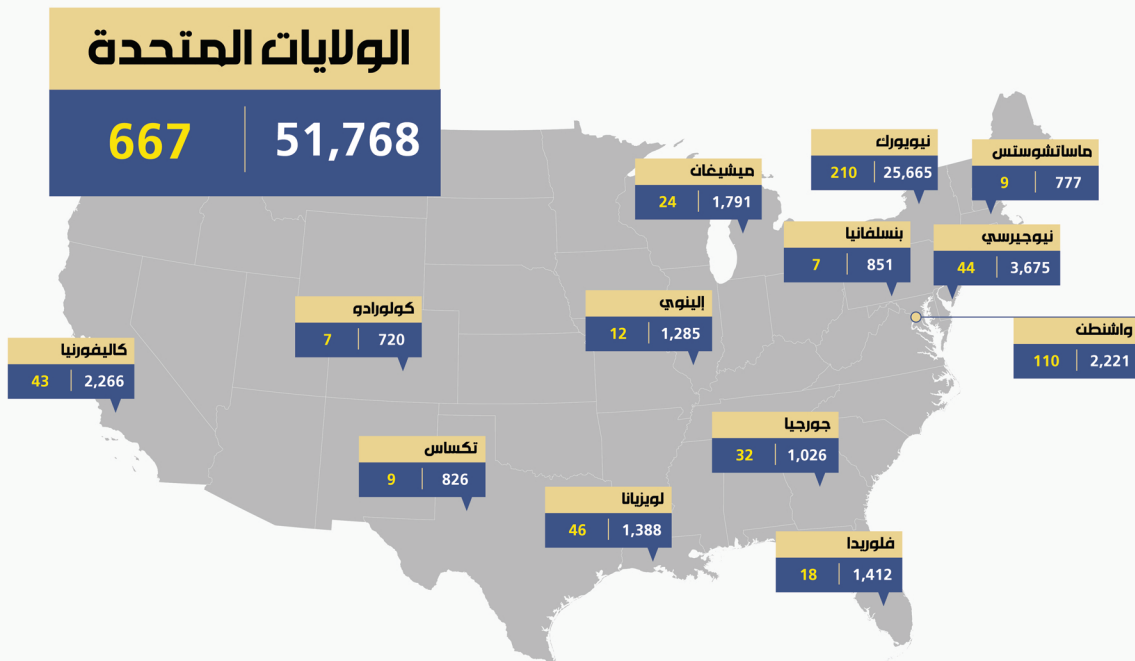 الولايات المتحدة
51,768 667
نيويورك
25,665 210
ماساتشوستس
777 9
ميشيغان
1,791 24
بنسلفانيا
851 7
نيوجيرسي
3,675 44
إلينوي
1,285 12
كولورادو
720 7
واشنطن
2,221 110
كاليفورنيا
2,266 43
جورجيا
1,026 32
تكساس
826 9
لويزيانا
1,388 46
فلوريدا
1,412 18